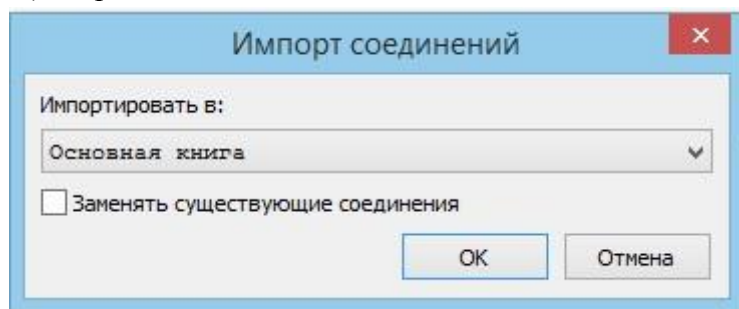 Импорт соединений
Импортировать в:
Основная книга
Заменять существующие соединения
OK Отмена